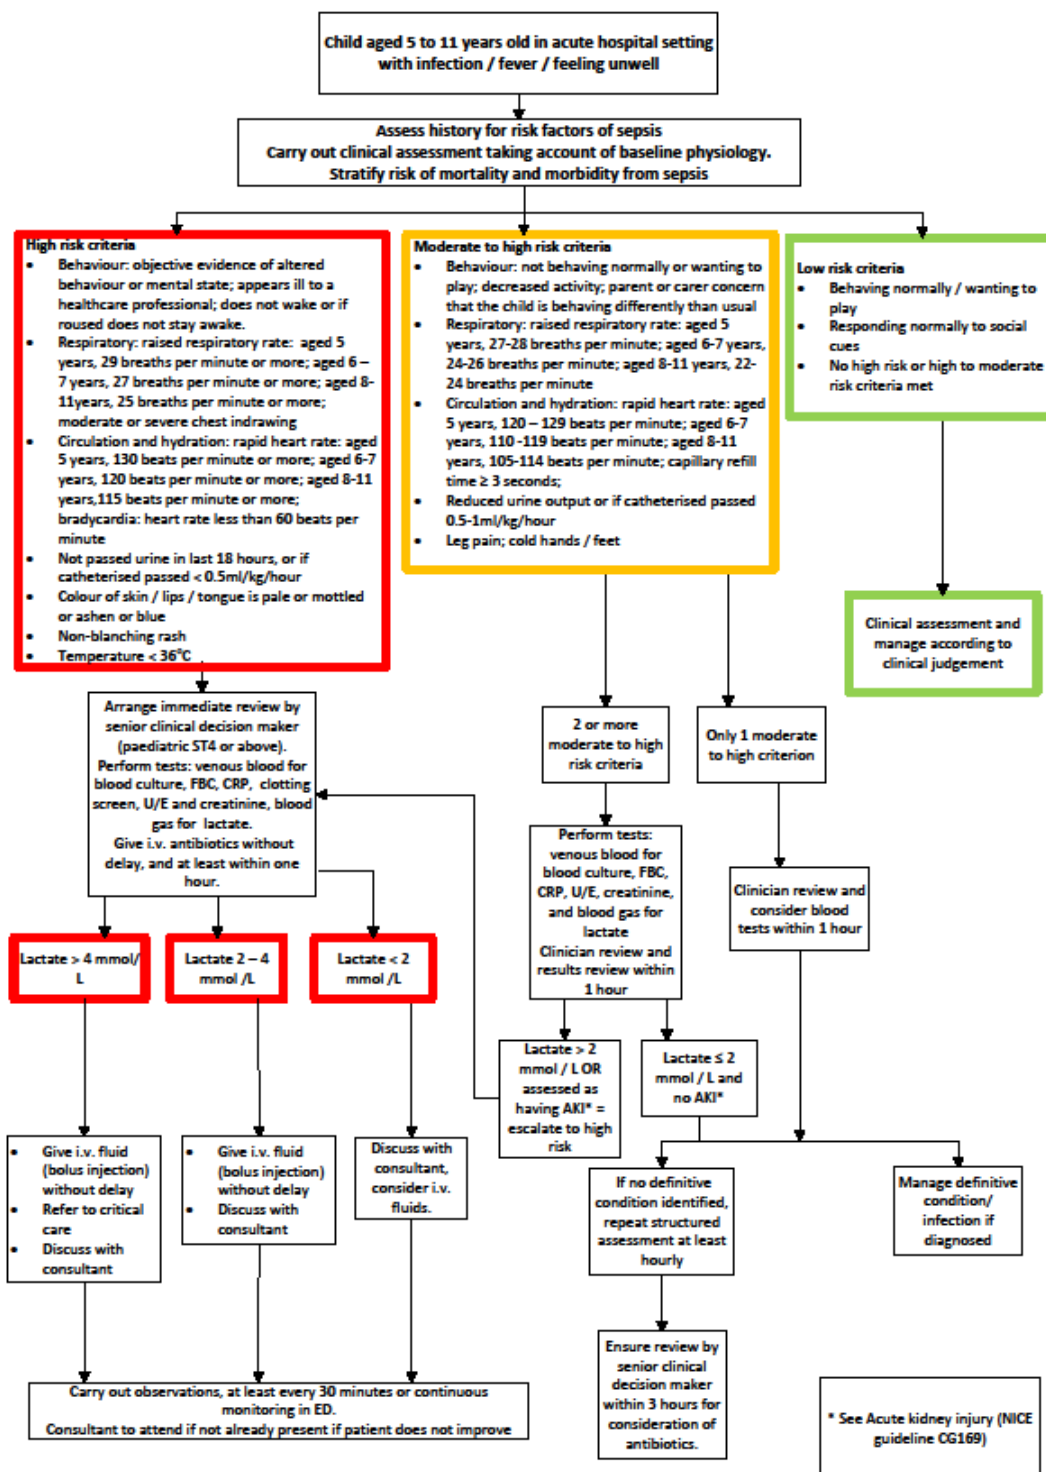 Child aged 5 to 11 years old in acute hospital setting
with infection / fever / feeling unwell
Assess history for risk factors of sepsis
Carry out clinical assessment taking account of baseline physiology.
Stratify risk of mortality and morbidity from sepsis
High risk criteria
• Behaviour: objective evidence of altered
behaviour or mental state; appears ill to a
healthcare professional; does not wake or if
roused does not stay awake.
• Respiratory: raised respiratory rate: aged 5
years, 29 breaths per minute or more; aged 6 –
7 years, 27 breaths per minute or more; aged 8-
11years, 25 breaths per minute or more;
moderate or severe chest indrawing
• Circulation and hydration: rapid heart rate: aged
5 years, 130 beats per minute or more; aged 6-7
years, 120 beats per minute or more; aged 8-11
years,115 beats per minute or more;
bradycardia: heart rate less than 60 beats per
minute
• Not passed urine in last 18 hours, or if
catheterised passed < 0.5ml/kg/hour
• Colour of skin / lips / tongue is pale or mottled
or ashen or blue
• Non-blanching rash
• Temperature < 36°C
Moderate to high risk criteria
• Behaviour: not behaving normally or wanting to
play; decreased activity; parent or carer concern
that the child is behaving differently than usual
• Respiratory: raised respiratory rate: aged 5
years, 27-28 breaths per minute; aged 6-7 years,
24-26 breaths per minute; aged 8-11 years, 22-
24 breaths per minute
• Circulation and hydration: rapid heart rate: aged
5 years, 120 – 129 beats per minute; aged 6-7
years, 110 -119 beats per minute; aged 8-11
years, 105-114 beats per minute; capillary refill
time ≥ 3 seconds;
• Reduced urine output or if catheterised passed
0.5-1ml/kg/hour
• Leg pain; cold hands / feet
Low risk criteria
• Behaving normally / wanting to
play
• Responding normally to social
cues
• No high risk or high to moderate
risk criteria met
Clinical assessment and
manage according to
clinical judgement
Arrange immediate review by
senior clinical decision maker
(paediatric ST4 or above).
Perform tests: venous blood for
blood culture, FBC, CRP, clotting
screen, U/E and creatinine, blood
gas for lactate.
Give i.v. antibiotics without
delay, and at least within one
hour.
2 or more
moderate to high
risk criteria
Only 1 moderate
to high criterion
Perform tests:
venous blood for
blood culture, FBC,
CRP, U/E, creatinine,
and blood gas for
lactate
Clinician review and
results review within
1 hour
Clinician review and
consider blood
tests within 1 hour
Lactate > 4 mmol/
L
Lactate 2 – 4
mmol /L
Lactate < 2
mmol /L
Lactate > 2
mmol / L OR
assessed as
having AKI* =
escalate to high
risk
Lactate ≤ 2
mmol / L and
no AKI*
• Give i.v. fluid
(bolus injection)
without delay
• Refer to critical
care
• Discuss with
consultant
• Give i.v. fluid
(bolus injection)
without delay
• Discuss with
consultant
Discuss with
consultant,
consider i.v.
fluids.
If no definitive
condition identified,
repeat structured
assessment at least
hourly
Manage definitive
condition/
infection if
diagnosed
Ensure review by
senior clinical
decision maker
within 3 hours for
consideration of
antibiotics.
Carry out observations, at least every 30 minutes or continuous
monitoring in ED.
Consultant to attend if not already present if patient does not improve
* See Acute kidney injury (NICE
guideline CG169)